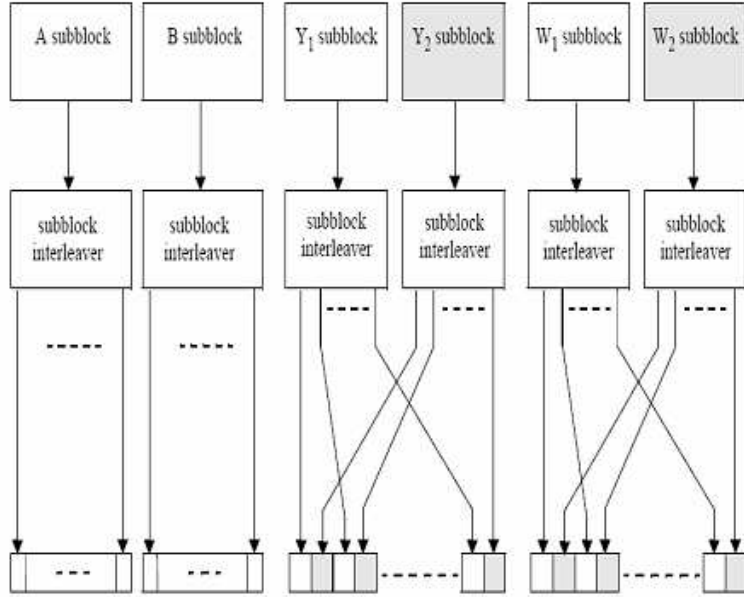 A subblock
B subblock
Y1 subblock
Y2 subblock
W1 subblock
W2 subblock
subblock
interleaver
subblock
interleaver
subblock
interleaver
subblock
interleaver
subblock
interleaver
subblock
interleaver